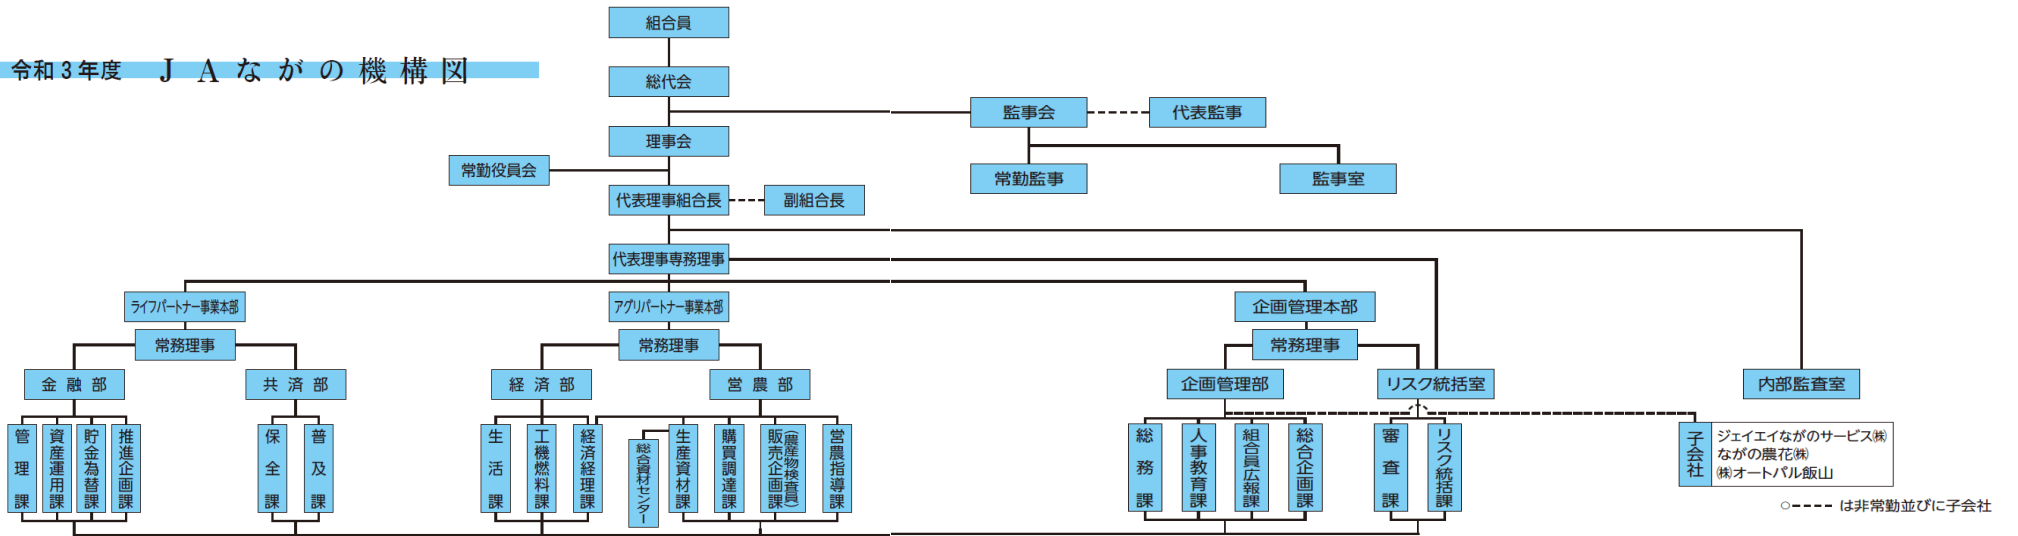 令和3年度 JAながの機構図
組合員
総代会
監事会
代表監事
理事会
常勤役員会
常勤監事
監事室
代表理事組合長
副組合長
代表理事専務理事
ライフパートナー事業本部
アグリパートナー事業本部
企画管理本部
常務理事
常務理事
常務理事
金融部
共済部
経済部
営農部
企画管理部
リスク統括室
内部監査室
管理課
資産運用課
貯金為替課
推進企画課
保全課
普及課
生活課
工機燃料課
経済経理課
総合資材センター
生産資材課
購買調達課
販売企画課
(農産物検査員)
営農指導課
総務課
人事教育課
組合員広報課
総合企画課
審査課
リスク統括課
子会社
ジェイエイながのサービス㈱
ながの農花㈱
㈱オートパル飯山
○----- は非常勤並びに子会社